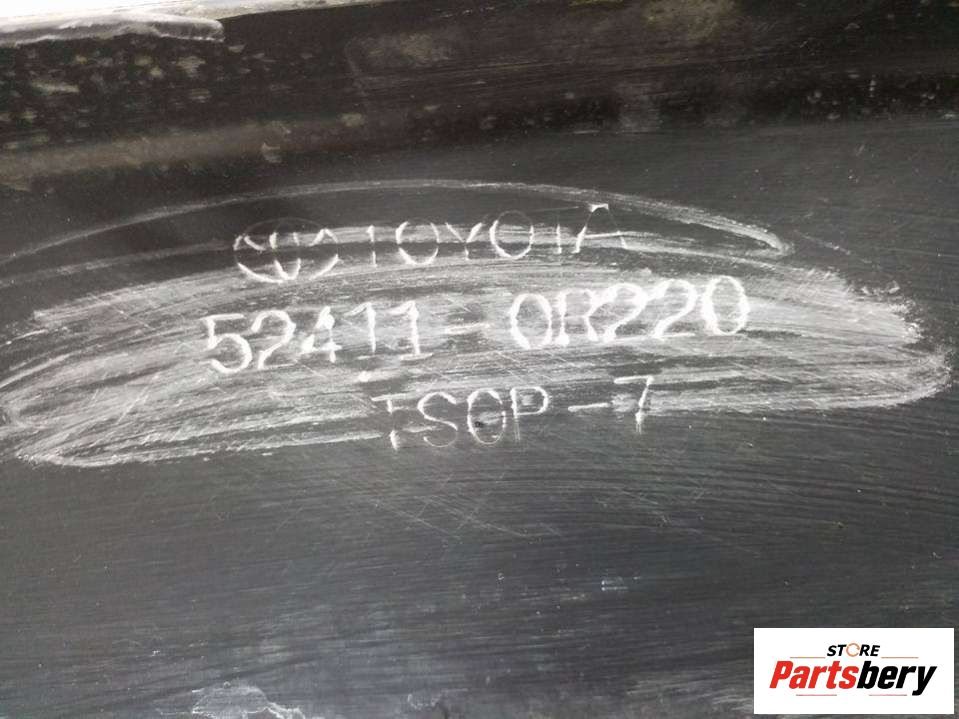 TOYOTA
52411-0R220
TSOP-7
STORE
Partsbery